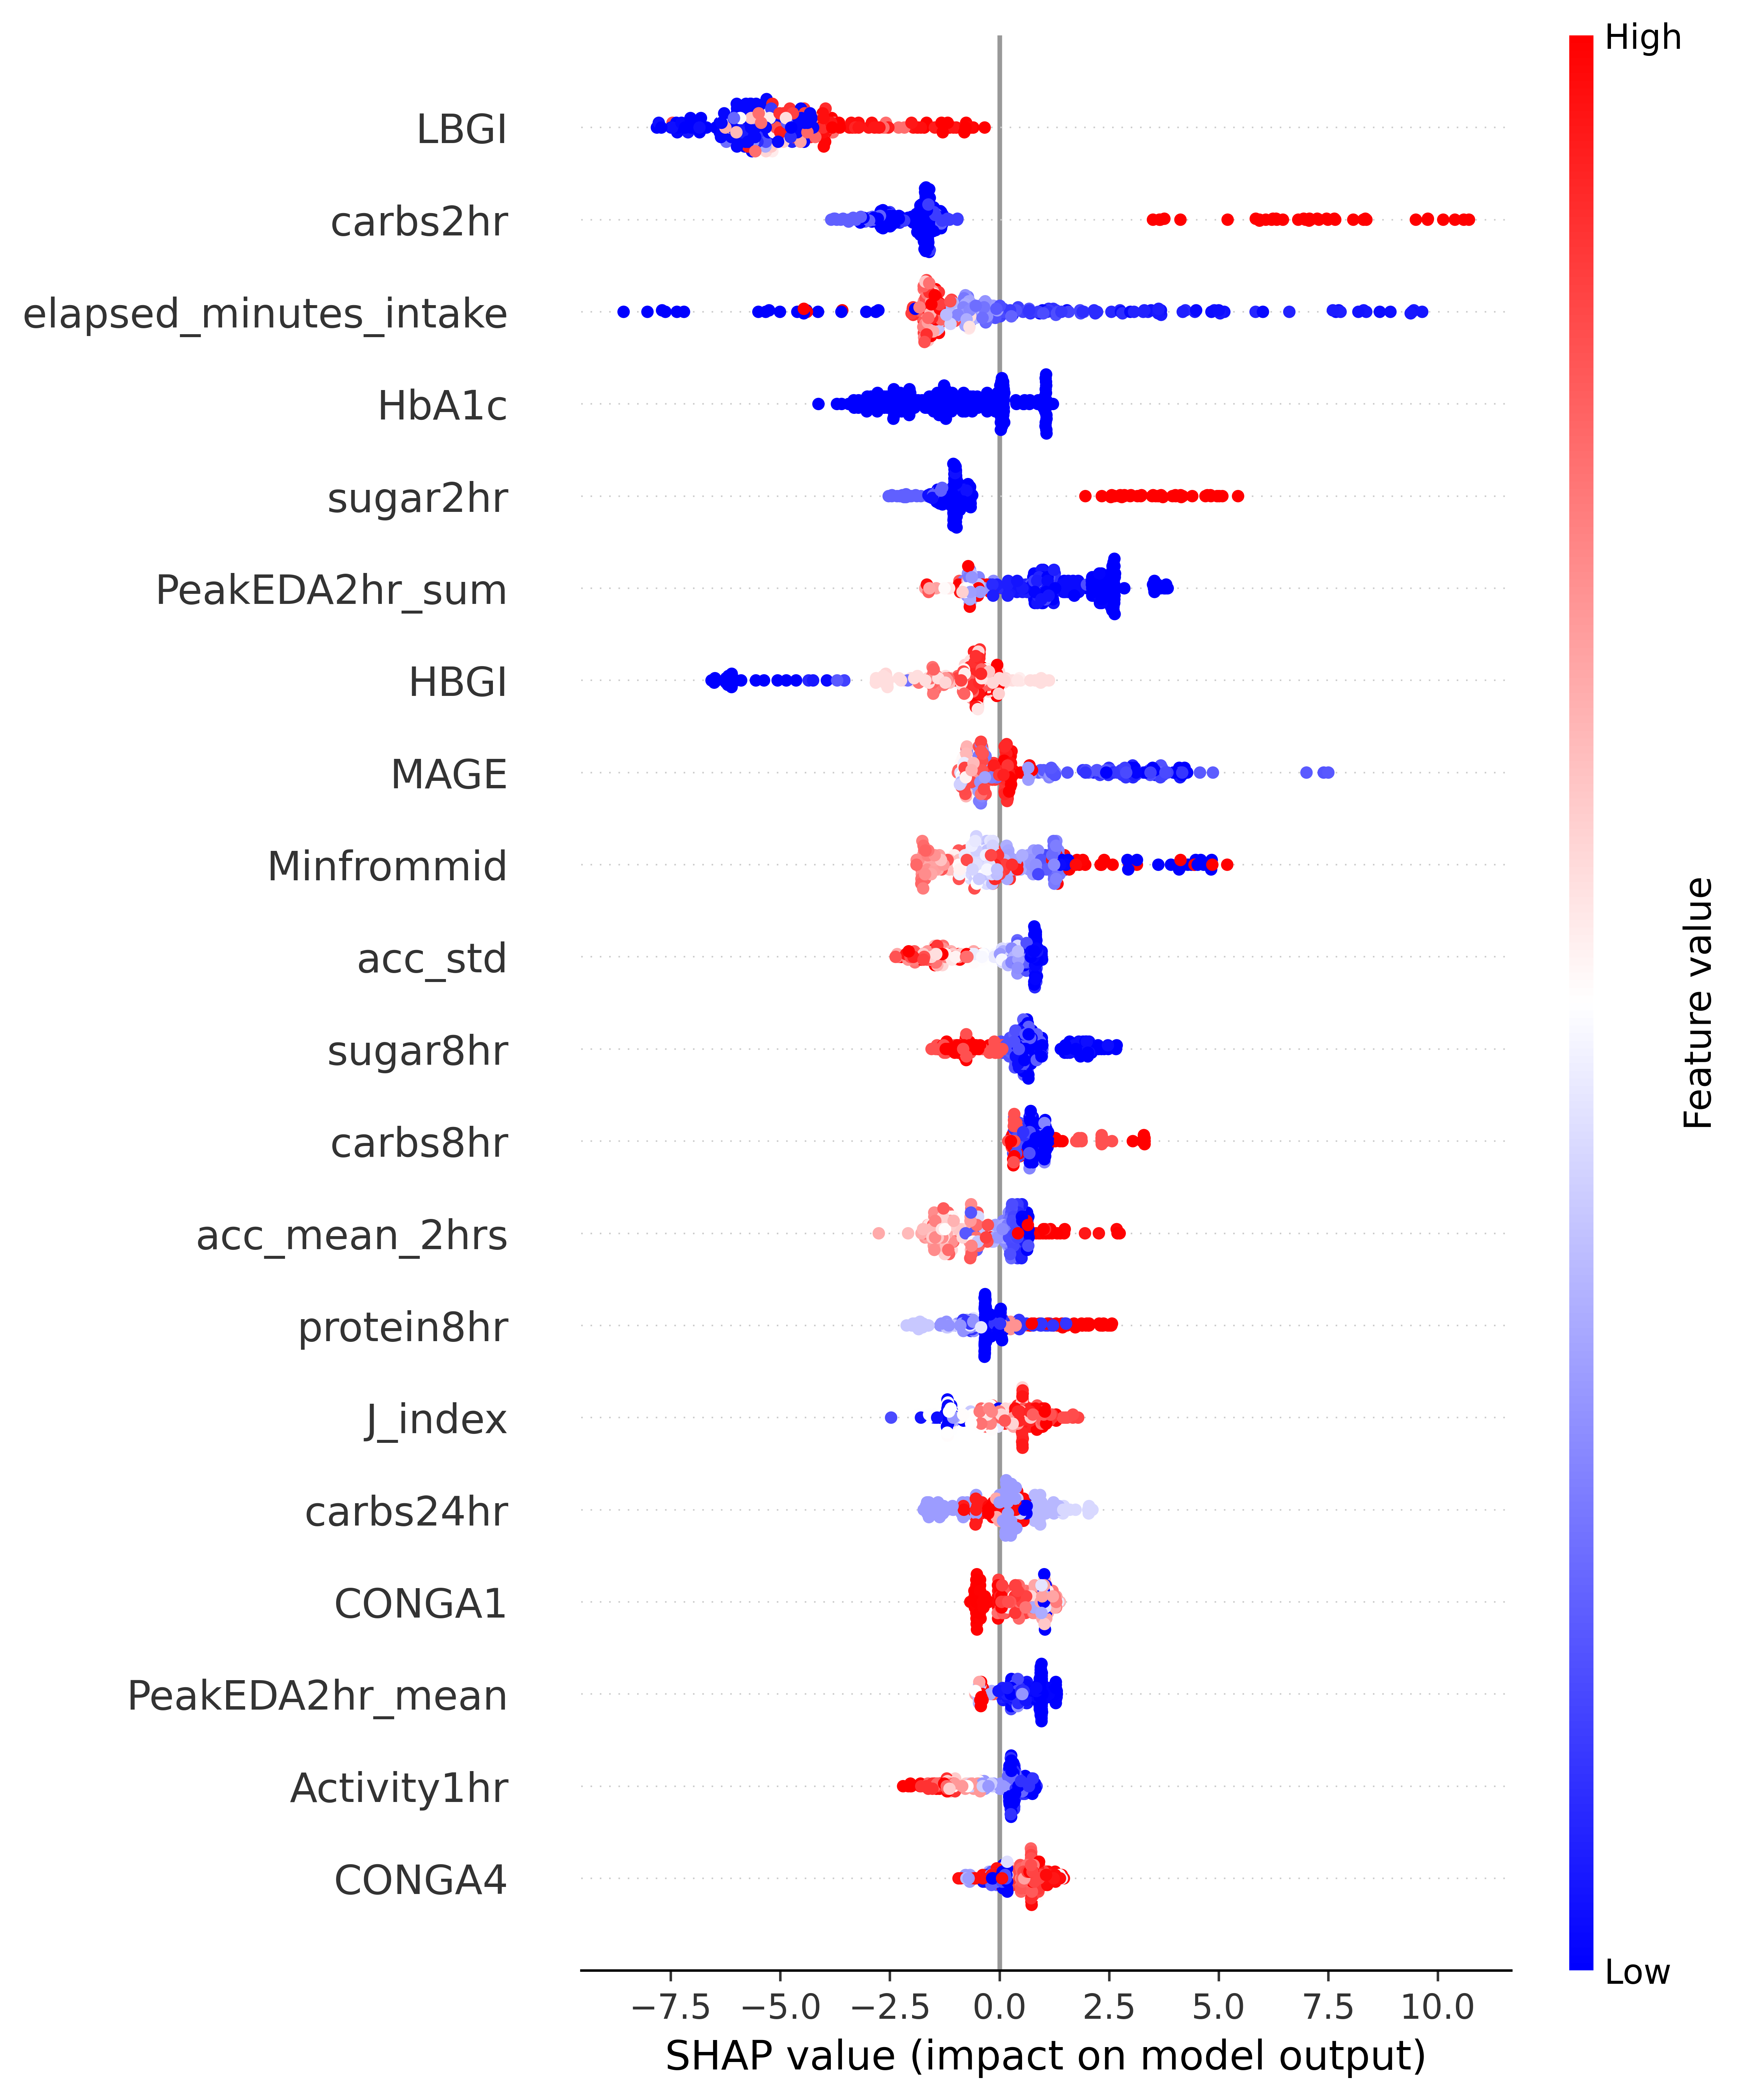 High
LBGI
carbs2hr
elapsed_minutes_intake
HbA1c
sugar2hr
PeakEDA2hr_sum
HBGI
MAGE
Minfrommid
acc_std
sugar8hr
carbs8hr
acc_mean_2hrs
protein8hr
J_index
carbs24hr
CONGA1
PeakEDA2hr_mean
Activity1hr
CONGA4
Feature value
Low
−7.5 −5.0 −2.5 0.0 2.5 5.0 7.5 10.0
SHAP value (impact on model output)